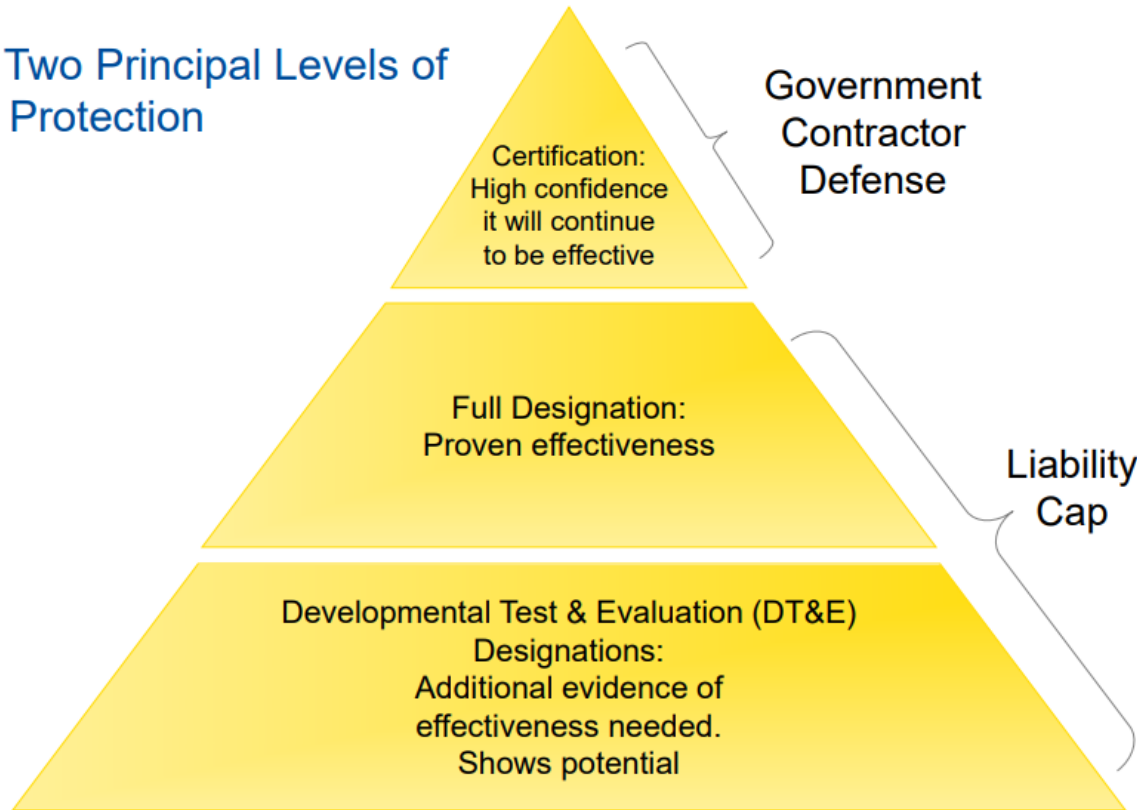 Two Principal Levels of
Protection
Government
Contractor
Defense
Certification:
High confidence
it will continue
to be effective
Full Designation:
Proven effectiveness
Liability
Cap
Developmental Test & Evaluation (DT&E)
Designations:
Additional evidence of
effectiveness needed.
Shows potential